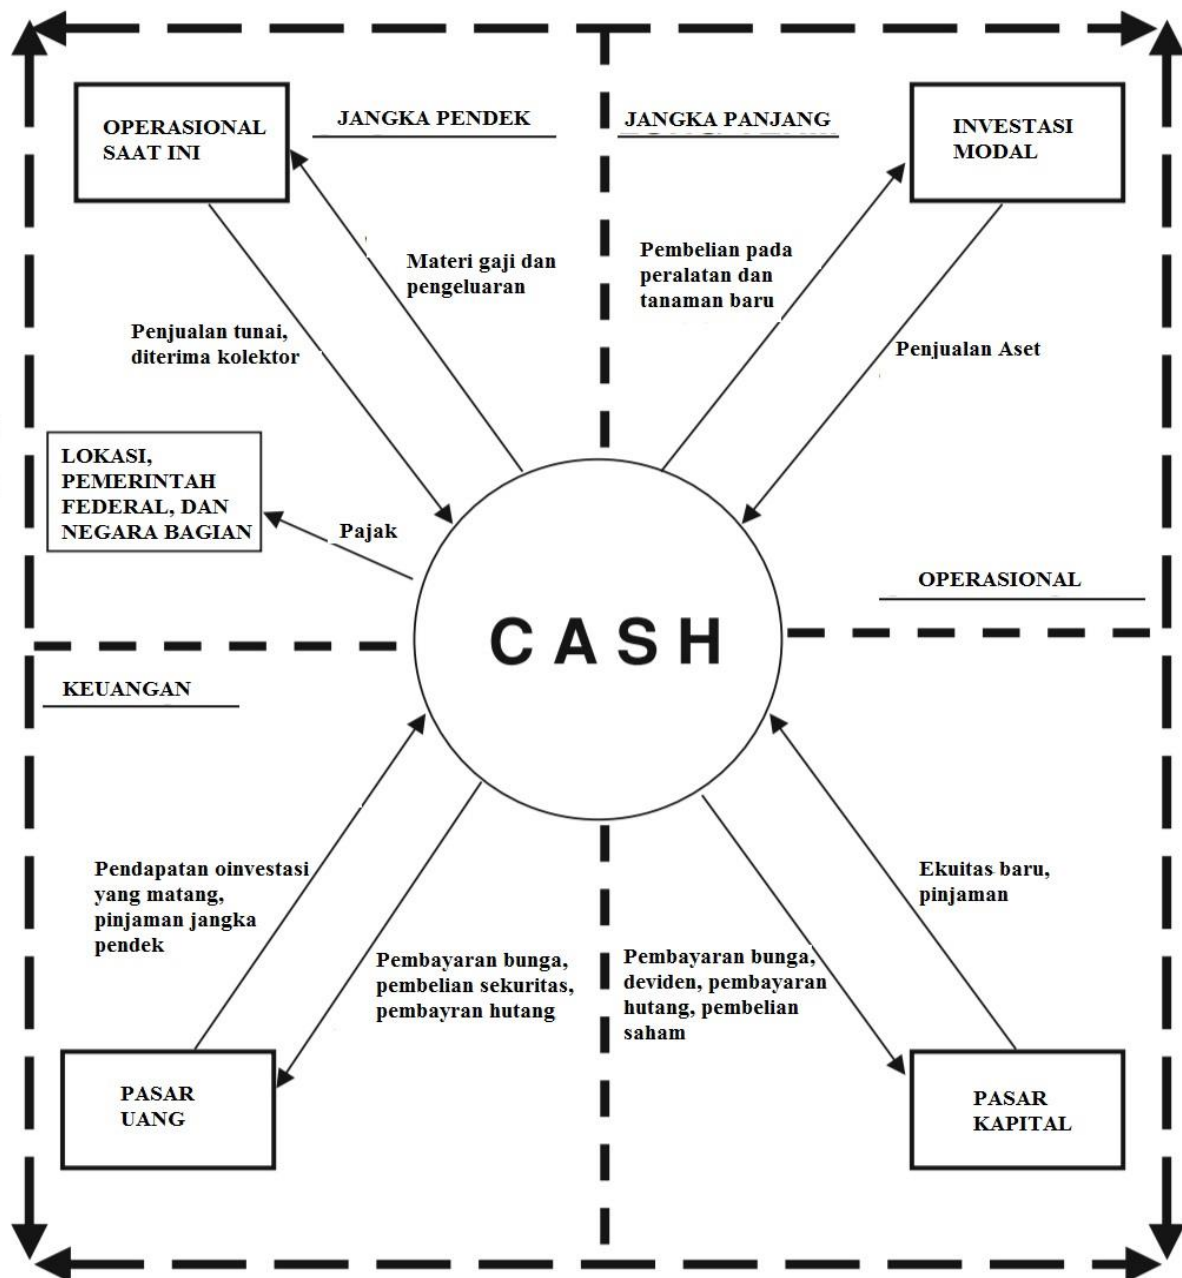 OPERASIONAL
SAAT INI
JANGKA PENDEK
JANGKA PANJANG
INVESTASI
MODAL
Materi gaji dan
pengeluaran
Pembelian pada
peralatan dan
tanaman baru
Penjualan tunai,
diterima kolektor
Penjualan Aset
LOKASI,
PEMERINTAH
FEDERAL, DAN
NEGARA BAGIAN
Pajak
OPERASIONAL
CASH
KEUANGAN
Pendapatan oinvestasi
yang matang,
pinjaman jangka
pendek
Ekuitas baru,
pinjaman
Pembayaran bunga,
pembelian sekuritas,
pembayran hutang
Pembayaran bunga,
deviden, pembayaran
hutang, pembelian
saham
PASAR
UANG
PASAR
KAPITAL